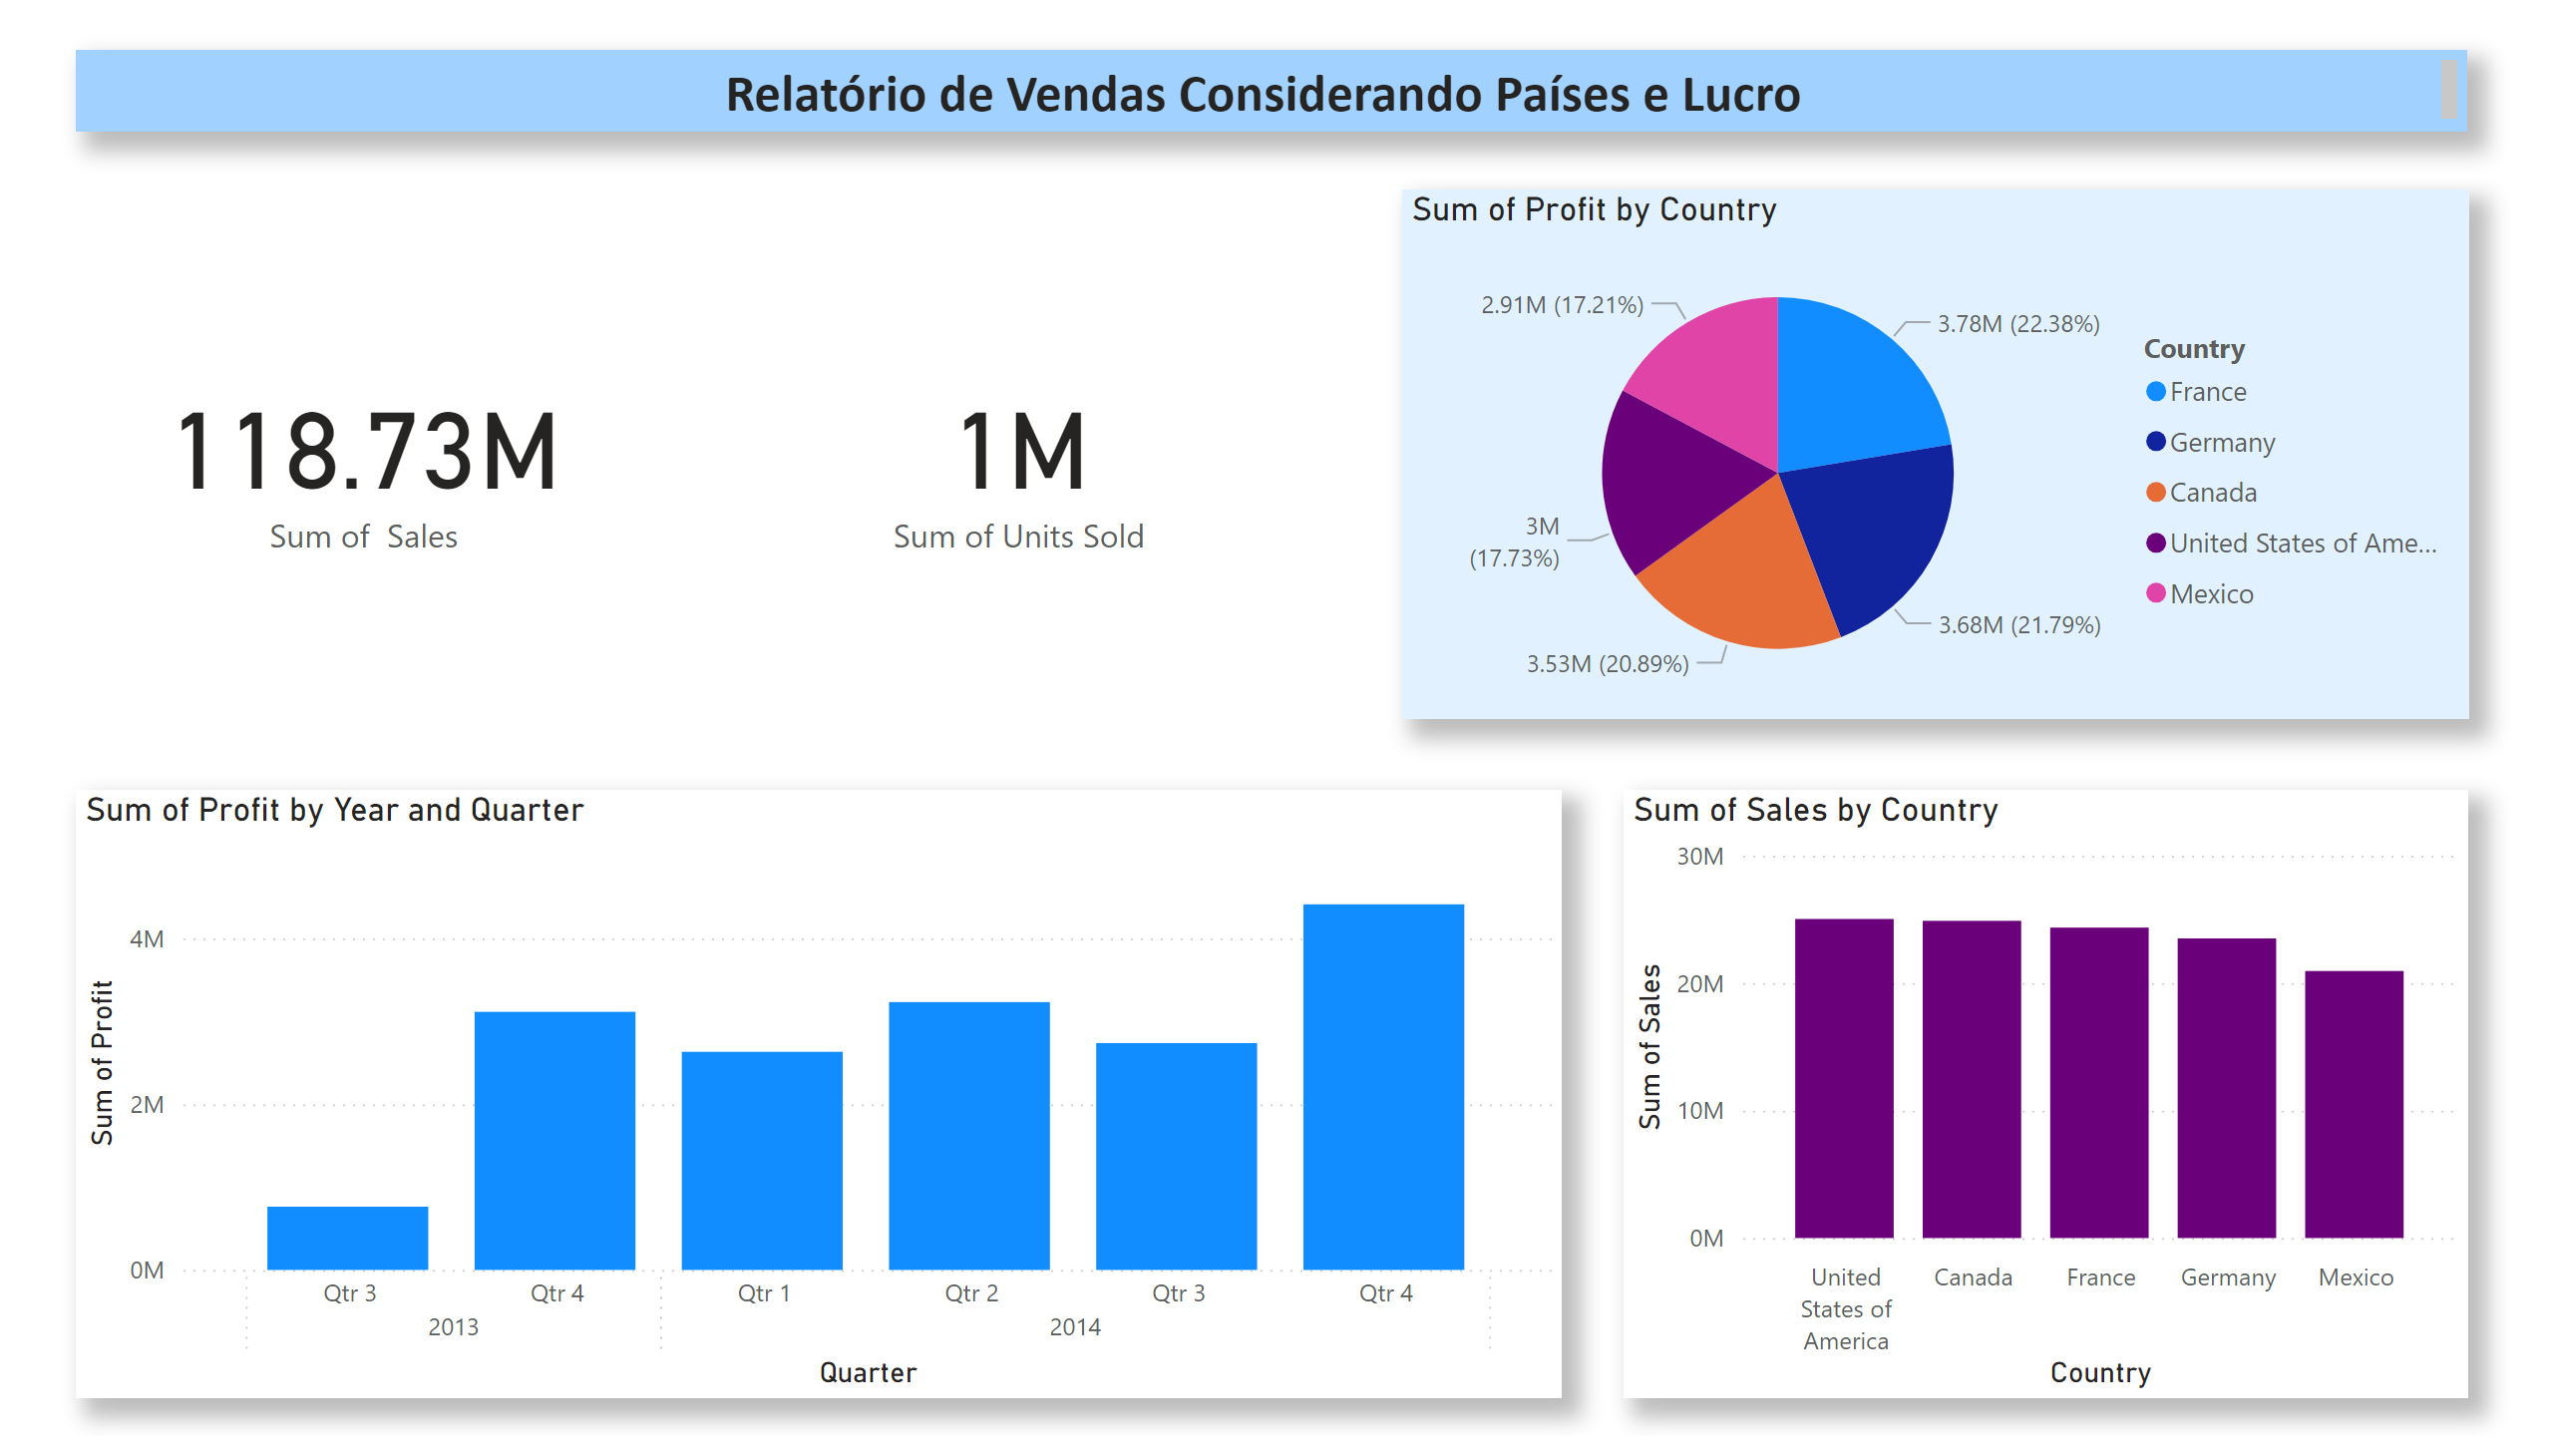 Relatório de Vendas Considerando Países e Lucro
118.73M
Sum of  Sales
1M
Sum of Units Sold
Sum of Profit by Country
2.91M (17.21%)
3.78M (22.38%)
3M
(17.73%)
3.68M (21.79%)
3.53M (20.89%)
Country
France
Germany
Canada
United States of Ame...
Mexico
Sum of Profit by Year and Quarter
Sum of Profit
4M
2M
0M
Qtr 3
Qtr 4
Qtr 1
Qtr 2
Qtr 3
Qtr 4
2013
2014
Quarter
Sum of Sales by Country
Sum of Sales
30M
20M
10M
0M
United
States of
America
Canada
France
Germany
Mexico
Country